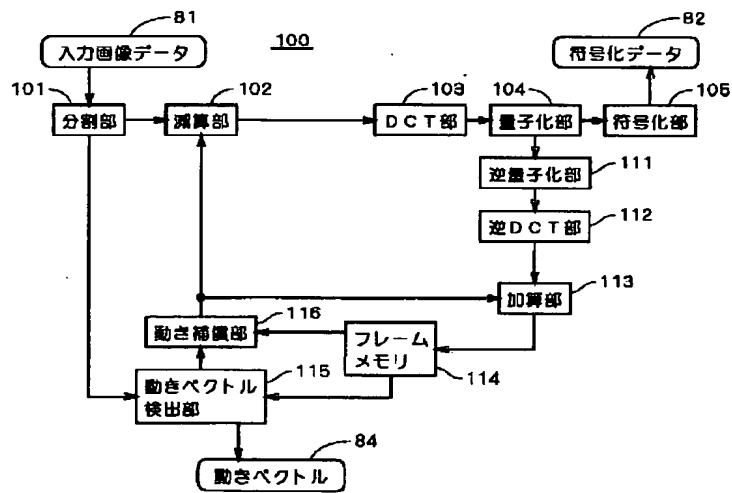 81
82
入力画像データ
100
符号化データ
101
102
103
104
105
分割部
減算部
DCT部
量子化部
符号化部
111
逆量子化部
112
逆DCT部
113
加算部
116
動き補償部
フレーム
メモリ
114
115
動きベクトル
検出部
84
動きベクトル